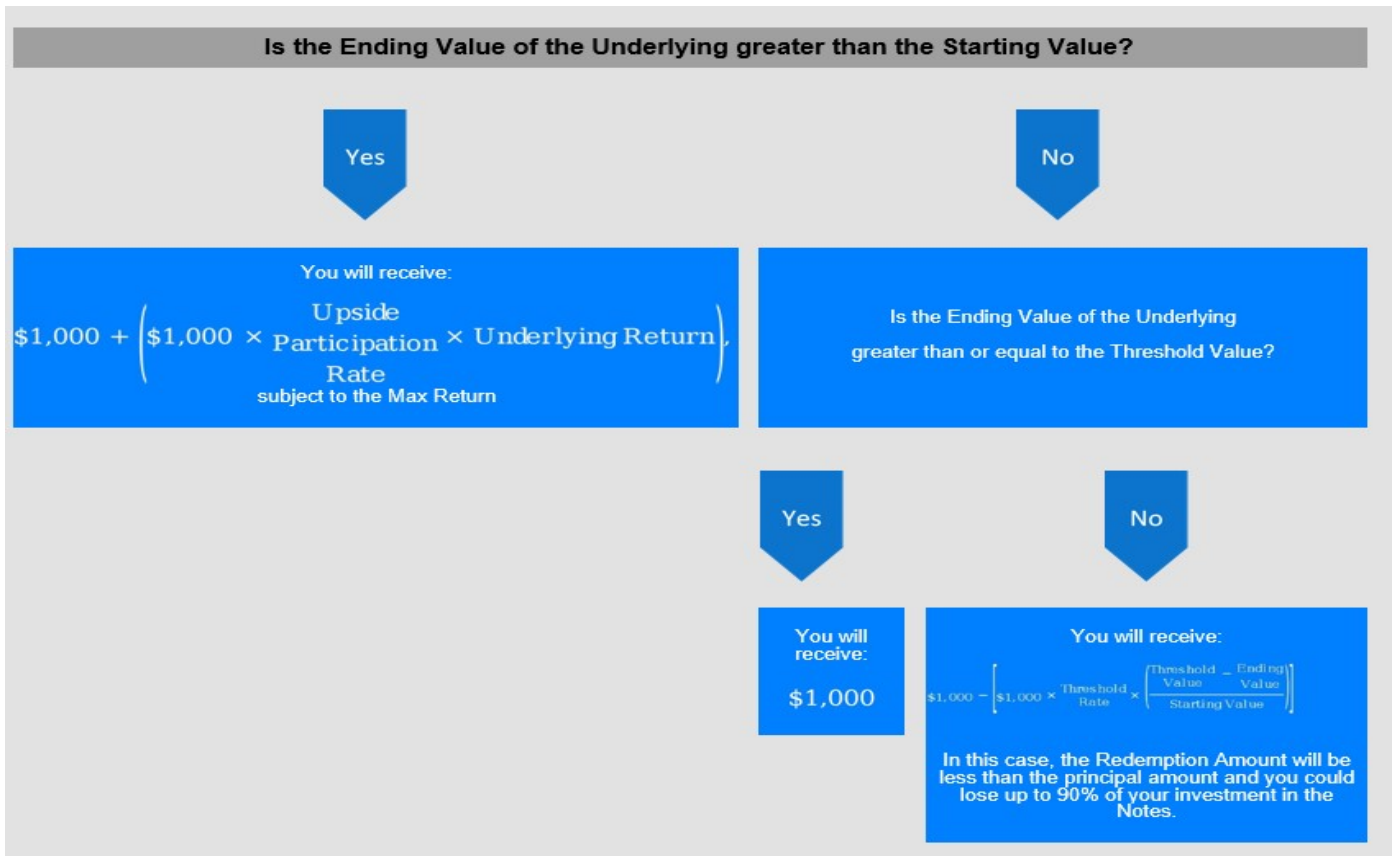 Is the Ending Value of the Underlying greater than the Starting Value?
Yes
No
You will receive:
$1,000 + ($1,000 × Upside Participation Rate × Underlying Return),
subject to the Max Return
Is the Ending Value of the Underlying
greater than or equal to the Threshold Value?
Yes
No
You will
receive:
$1,000
You will receive:
$1,000 − [$1,000 × Threshold Rate × (Threshold Value − Ending Value / Starting Value)]
In this case, the Redemption Amount will be
less than the principal amount and you could
lose up to 90% of your investment in the
Notes.